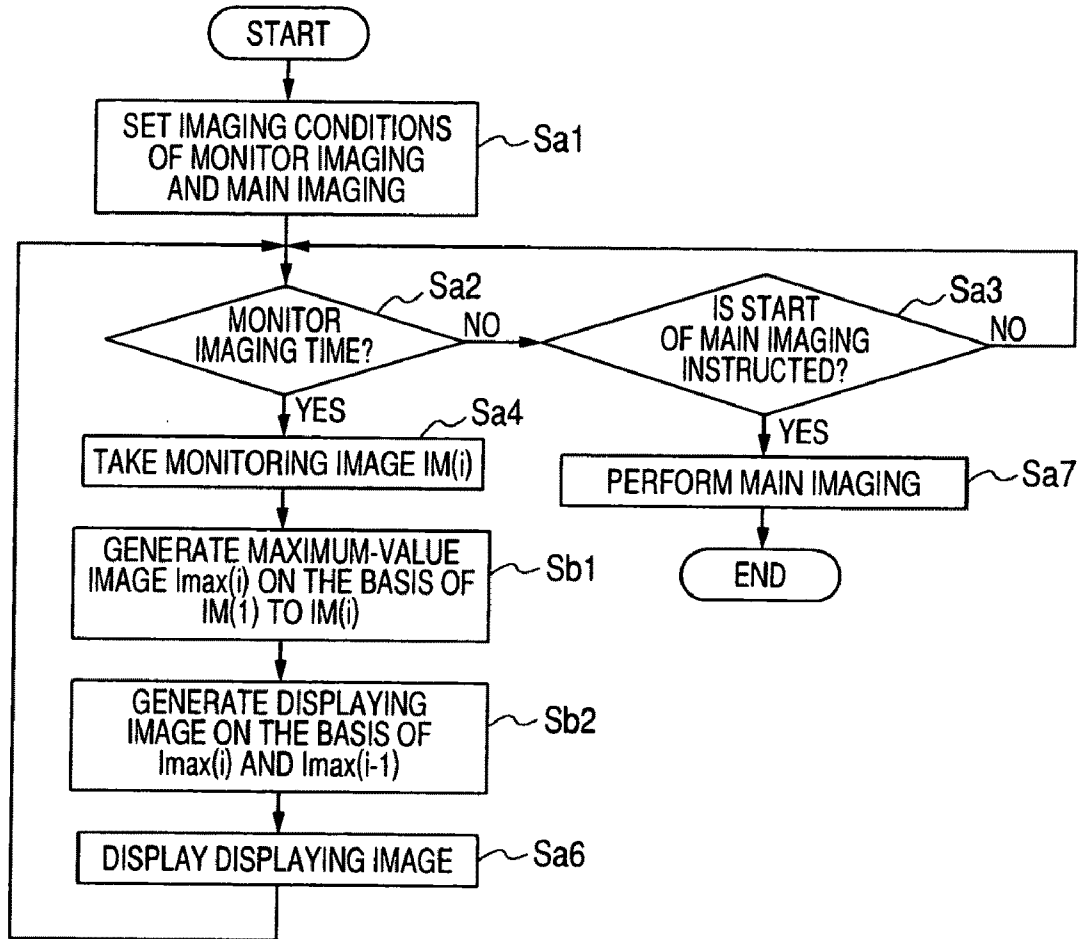 START
SET IMAGING CONDITIONS
OF MONITOR IMAGING
AND MAIN IMAGING
Sa1
Sa2
MONITOR
IMAGING TIME?
NO
YES
Sa3
IS START
OF MAIN IMAGING
INSTRUCTED?
NO
YES
Sa4
TAKE MONITORING IMAGE IM(i)
PERFORM MAIN IMAGING
Sa7
END
GENERATE MAXIMUM-VALUE
IMAGE Imax(i) ON THE BASIS OF
IM(1) TO IM(i)
Sb1
GENERATE DISPLAYING
IMAGE ON THE BASIS OF
Imax(i) AND Imax(i-1)
Sb2
DISPLAY DISPLAYING IMAGE
Sa6